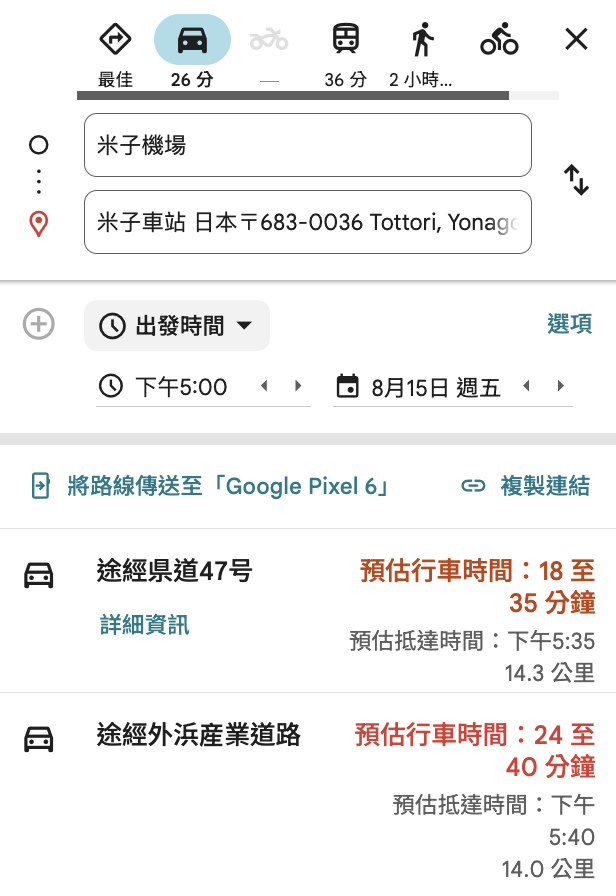 最佳
26 分
—
36 分
2 小時...
米子機場
米子車站 日本〒683-0036 Tottori, Yonago
出發時間
選項
下午5:00
8月15日 週五
將路線傳送至「Google Pixel 6」
複製連結
途經県道47号
預估行車時間：18 至
35 分鐘
詳細資訊
預估抵達時間：下午5:35
14.3 公里
途經外浜産業道路
預估行車時間：24 至
40 分鐘
預估抵達時間：下午
5:40
14.0 公里